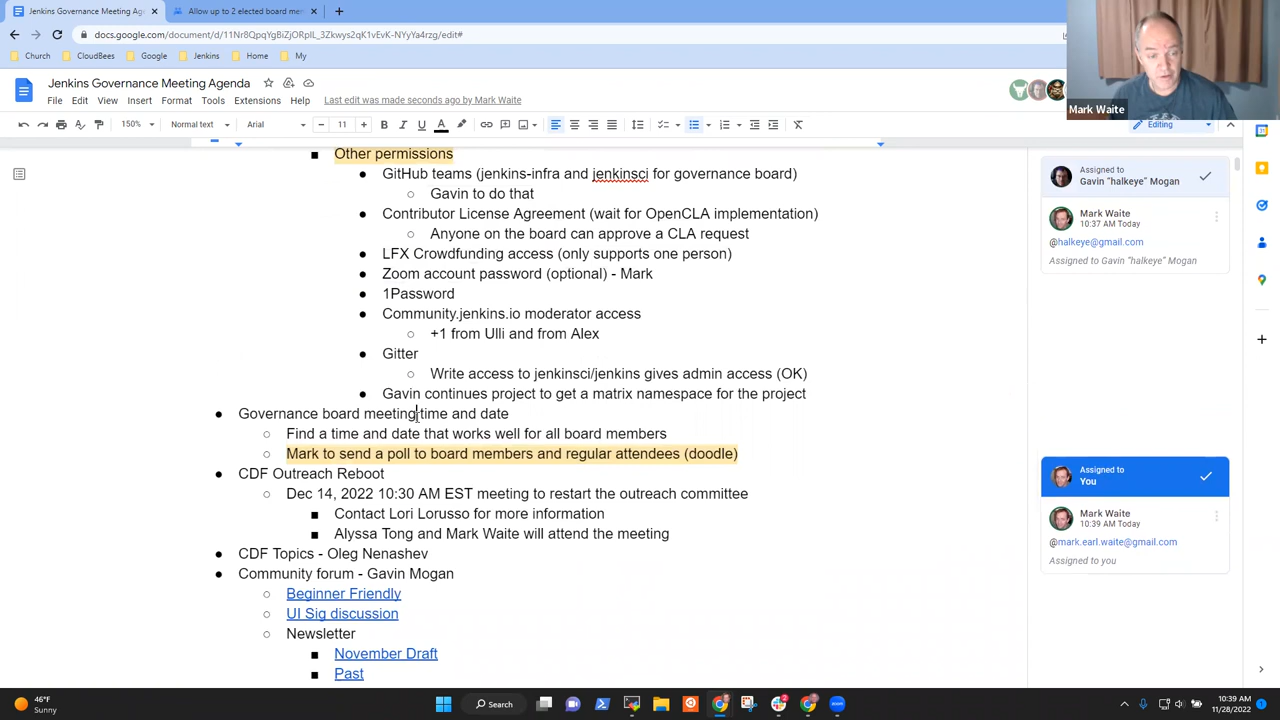 Jenkins Governance Meeting Agenda
Allow up to 2 elected board mem
docs.google.com/document/d/11Nr8QpqYgBiZjORpIL_3Zkwys2qK1vEvK-NYyYa4rzg/edit#
Church
CloudBees
Google
Jenkins
Home
My
Jenkins Governance Meeting Agenda
File Edit View Insert Format Tools Extensions Help Last edit was made seconds ago by Mark Waite
150% Normal text Arial 11
Editing
Mark Waite
Other permissions
GitHub teams (jenkins-infra and jenkinsci for governance board)
Gavin to do that
Contributor License Agreement (wait for OpenCLA implementation)
Anyone on the board can approve a CLA request
LFX Crowdfunding access (only supports one person)
Zoom account password (optional) - Mark
1Password
Community.jenkins.io moderator access
+1 from Ulli and from Alex
Gitter
Write access to jenkinsci/jenkins gives admin access (OK)
Gavin continues project to get a matrix namespace for the project
Governance board meeting time and date
Find a time and date that works well for all board members
Mark to send a poll to board members and regular attendees (doodle)
CDF Outreach Reboot
Dec 14, 2022 10:30 AM EST meeting to restart the outreach committee
Contact Lori Lorusso for more information
Alyssa Tong and Mark Waite will attend the meeting
CDF Topics - Oleg Nenashev
Community forum - Gavin Mogan
Beginner Friendly
UI Sig discussion
Newsletter
November Draft
Past
Assigned to
Gavin “halkeye” Mogan
Mark Waite
10:37 AM Today
@halkeye@gmail.com
Assigned to Gavin “halkeye” Mogan
Assigned to
You
Mark Waite
10:39 AM Today
@mark.earl.waite@gmail.com
Assigned to you
46°F
Sunny
Search
10:39 AM
11/28/2022